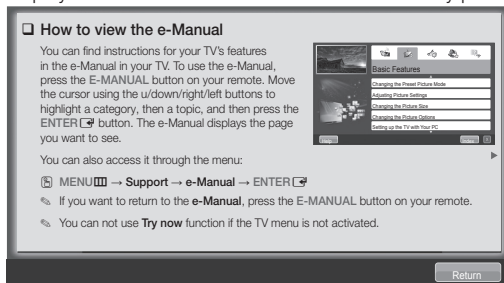 ❑ How to view the e-Manual
You can find instructions for your TV's features
in the e-Manual in your TV. To use the e-Manual,
press the E-MANUAL button on your remote. Move
the cursor using the u/down/right/left buttons to
highlight a category, then a topic, and then press the
ENTER button. The e-Manual displays the page
you want to see.
Basic Features
Changing the Preset Picture Mode
Adjusting Picture Settings
Changing the Picture Size
Changing the Picture Options
Setting up the TV with Your PC
You can also access it through the menu:
MENU → Support → e-Manual → ENTER
✎ If you want to return to the e-Manual, press the E-MANUAL button on your remote.
✎ You can not use Try now function if the TV menu is not activated.
Return